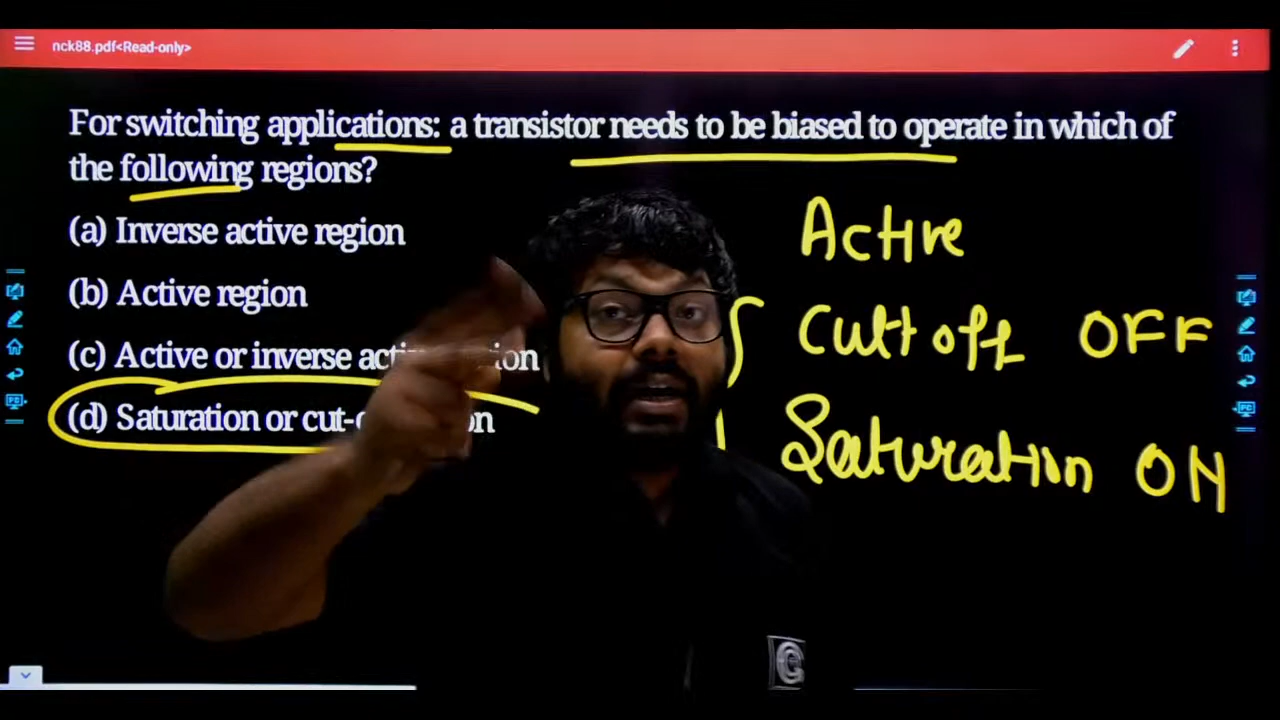 nck88.pdf<Read-only>
For switching applications: a transistor needs to be biased to operate in which of
the following regions?
(a) Inverse active region
(b) Active region
(c) Active or inverse
(d) Saturation or cut-
Active
Cutt off OFF
Saturation ON
G